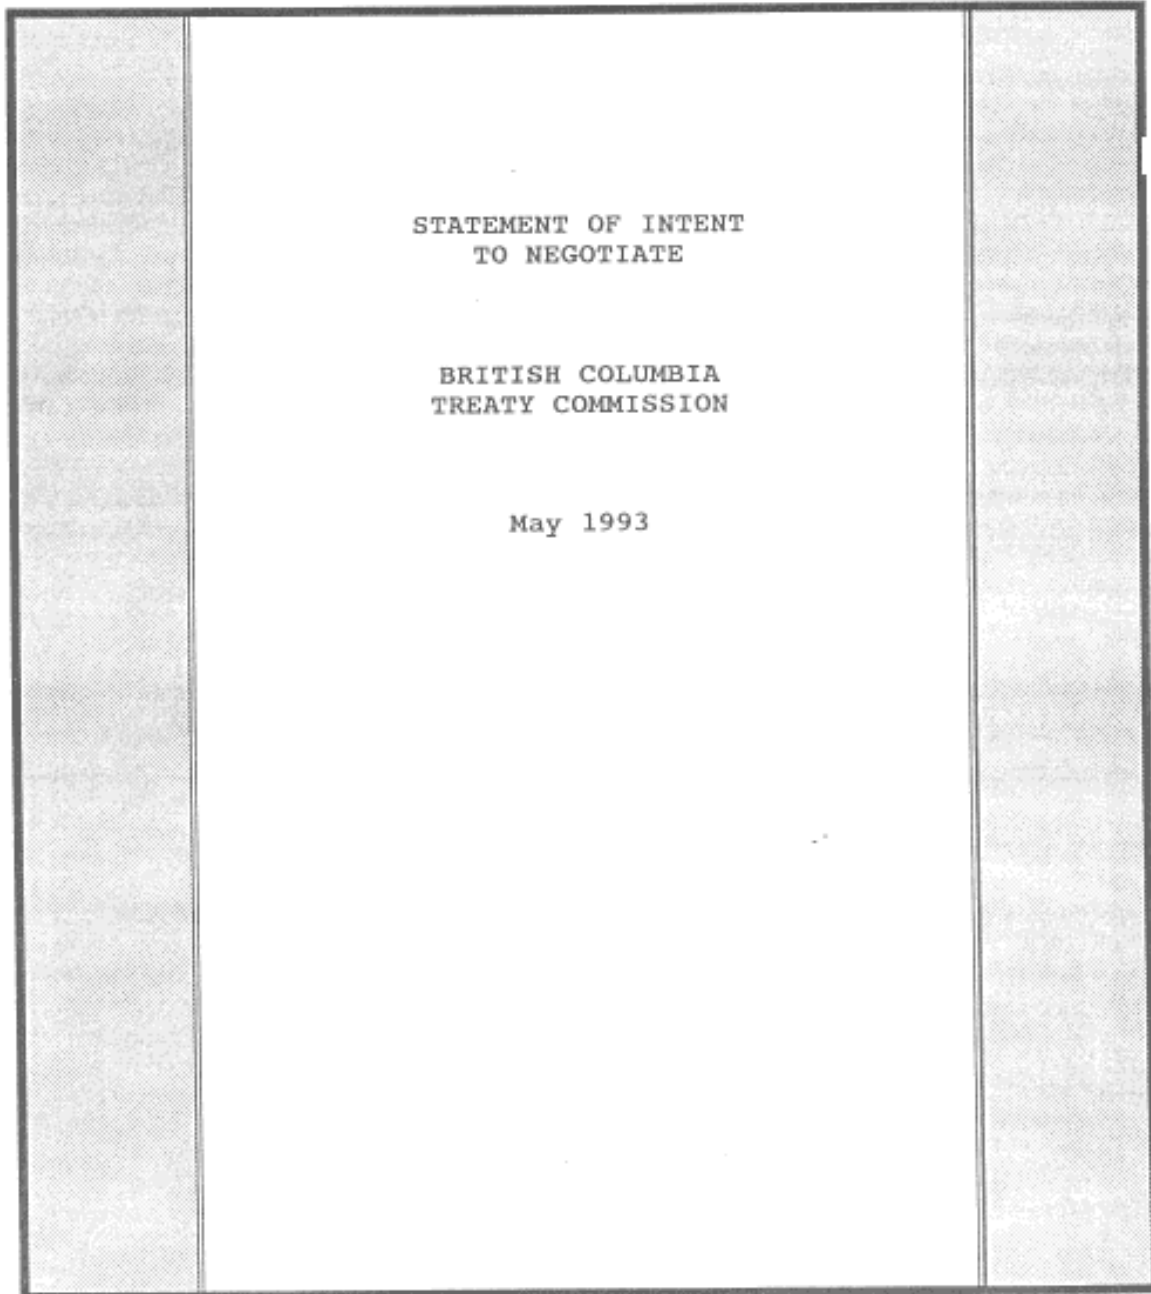 STATEMENT OF INTENT
TO NEGOTIATE
BRITISH COLUMBIA
TREATY COMMISSION
May 1993